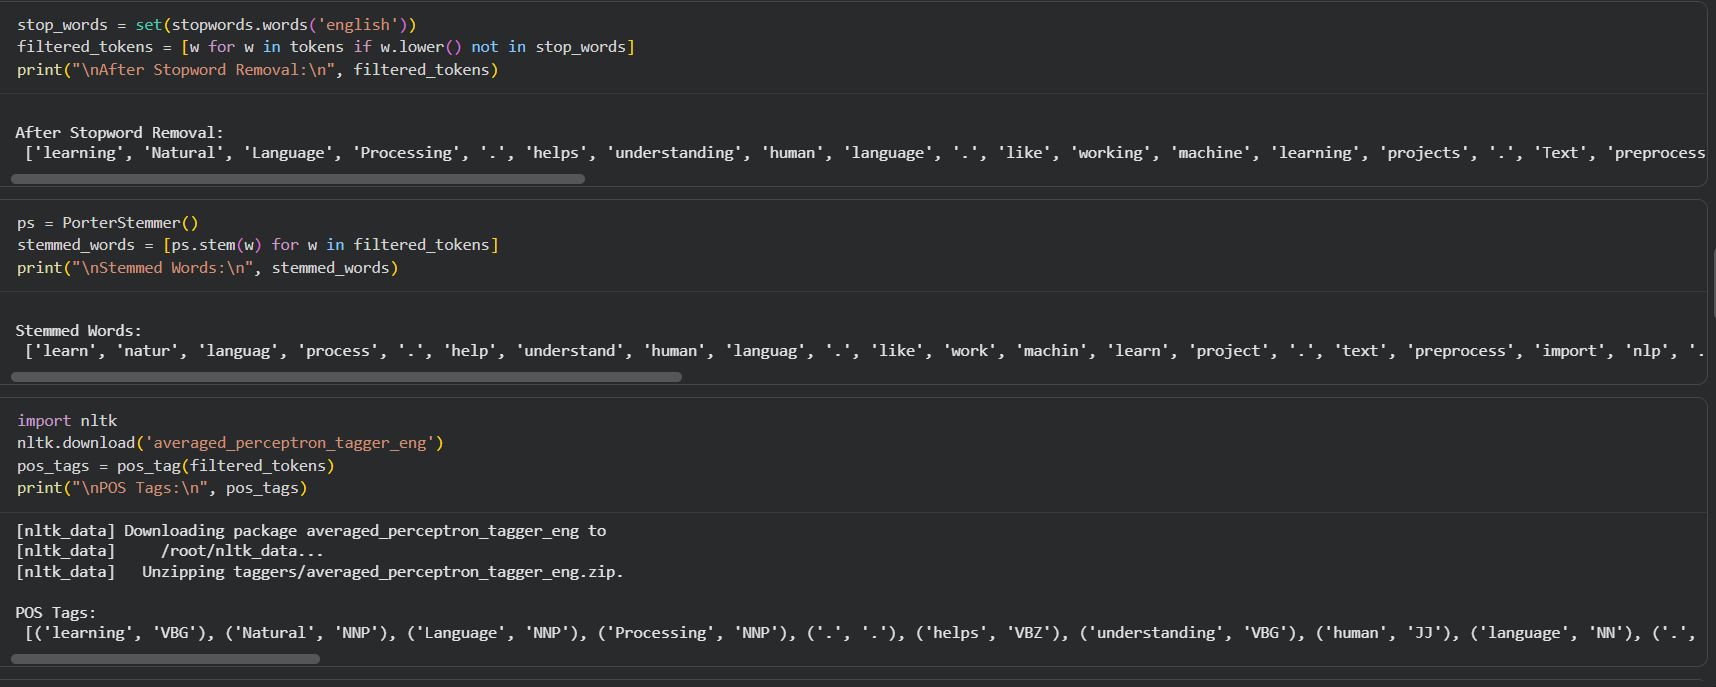 stop_words = set(stopwords.words('english'))
filtered_tokens = [w for w in tokens if w.lower() not in stop_words]
print("\nAfter Stopword Removal:\n", filtered_tokens)
After Stopword Removal:
['learning', 'Natural', 'Language', 'Processing', '.', 'helps', 'understanding', 'human', 'language', '.', 'like', 'working', 'machine', 'learning', 'projects', '.', 'Text', 'preprocess
ps = PorterStemmer()
stemmed_words = [ps.stem(w) for w in filtered_tokens]
print("\nStemmed Words:\n", stemmed_words)
Stemmed Words:
['learn', 'natur', 'languag', 'process', '.', 'help', 'understand', 'human', 'languag', '.', 'like', 'work', 'machin', 'learn', 'project', '.', 'text', 'preprocess', 'import', 'nlp', '.
import nltk
nltk.download('averaged_perceptron_tagger_eng')
pos_tags = pos_tag(filtered_tokens)
print("\nPOS Tags:\n", pos_tags)
[nltk_data] Downloading package averaged_perceptron_tagger_eng to
[nltk_data]     /root/nltk_data...
[nltk_data]   Unzipping taggers/averaged_perceptron_tagger_eng.zip.
POS Tags:
[('learning', 'VBG'), ('Natural', 'NNP'), ('Language', 'NNP'), ('Processing', 'NNP'), ('.', '.'), ('helps', 'VBZ'), ('understanding', 'VBG'), ('human', 'JJ'), ('language', 'NN'), ('.',